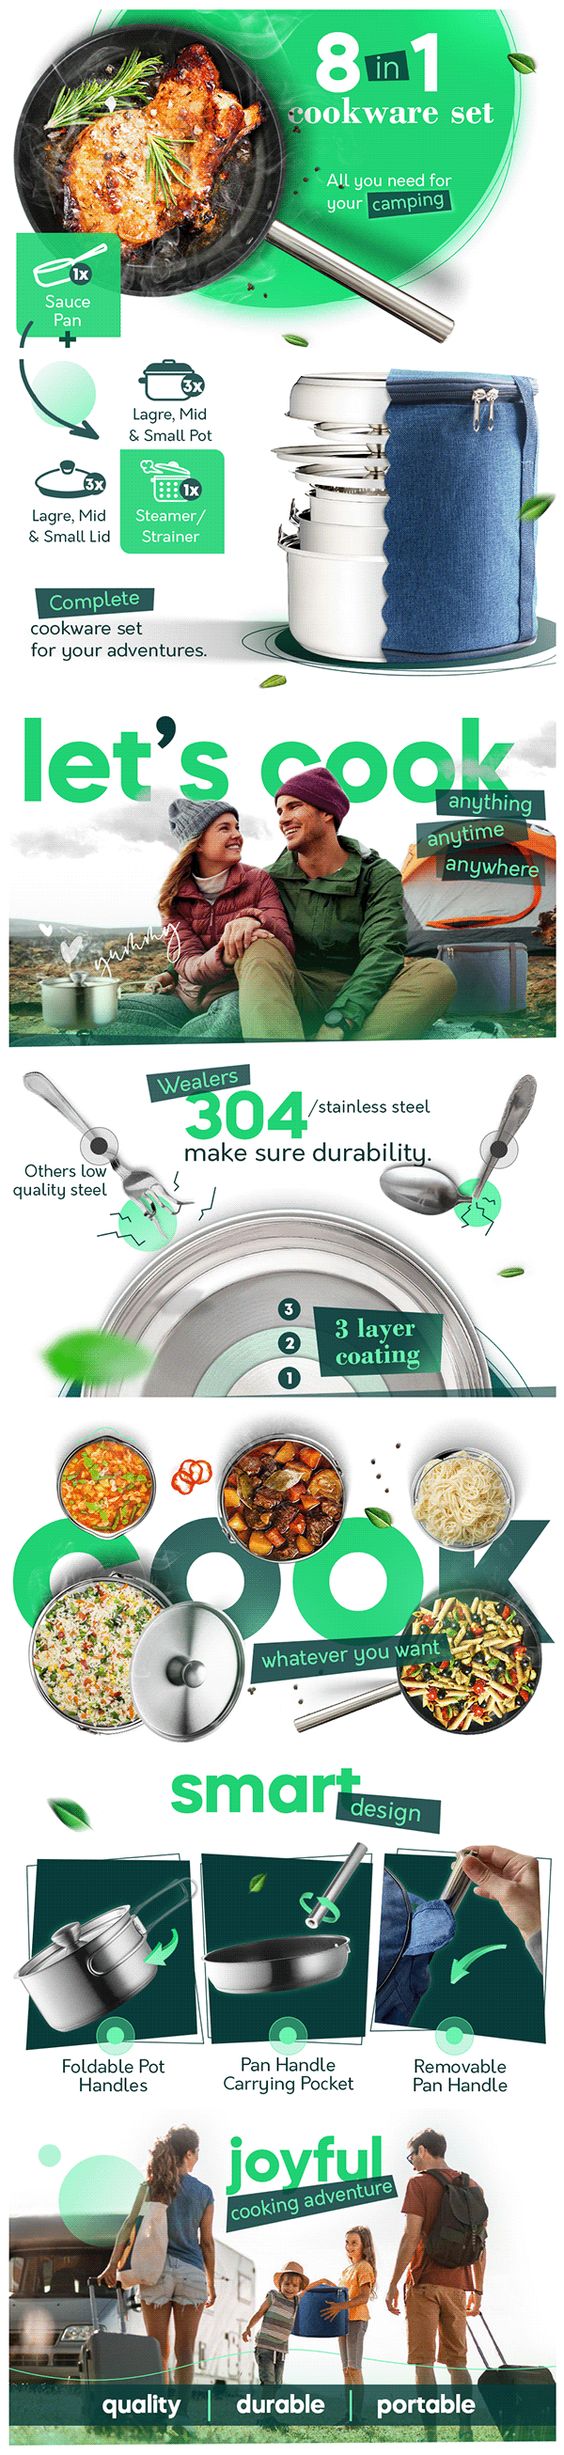 8 in 1
cookware set
All you need for
your camping
1x
Sauce
Pan
+
3x
Lagre, Mid
& Small Pot
3x
Lagre, Mid
& Small Lid
1x
Steamer/
Strainer
Complete
cookware set
for your adventures.
let's cook
anything
anytime
anywhere
yummy
Wealers
304/stainless steel
make sure durability.
Others low
quality steel
3
2
1
3 layer
coating
COOK
whatever you want
smart
design
Foldable Pot
Handles
Pan Handle
Carrying Pocket
Removable
Pan Handle
joyful
cooking adventure
quality | durable | portable